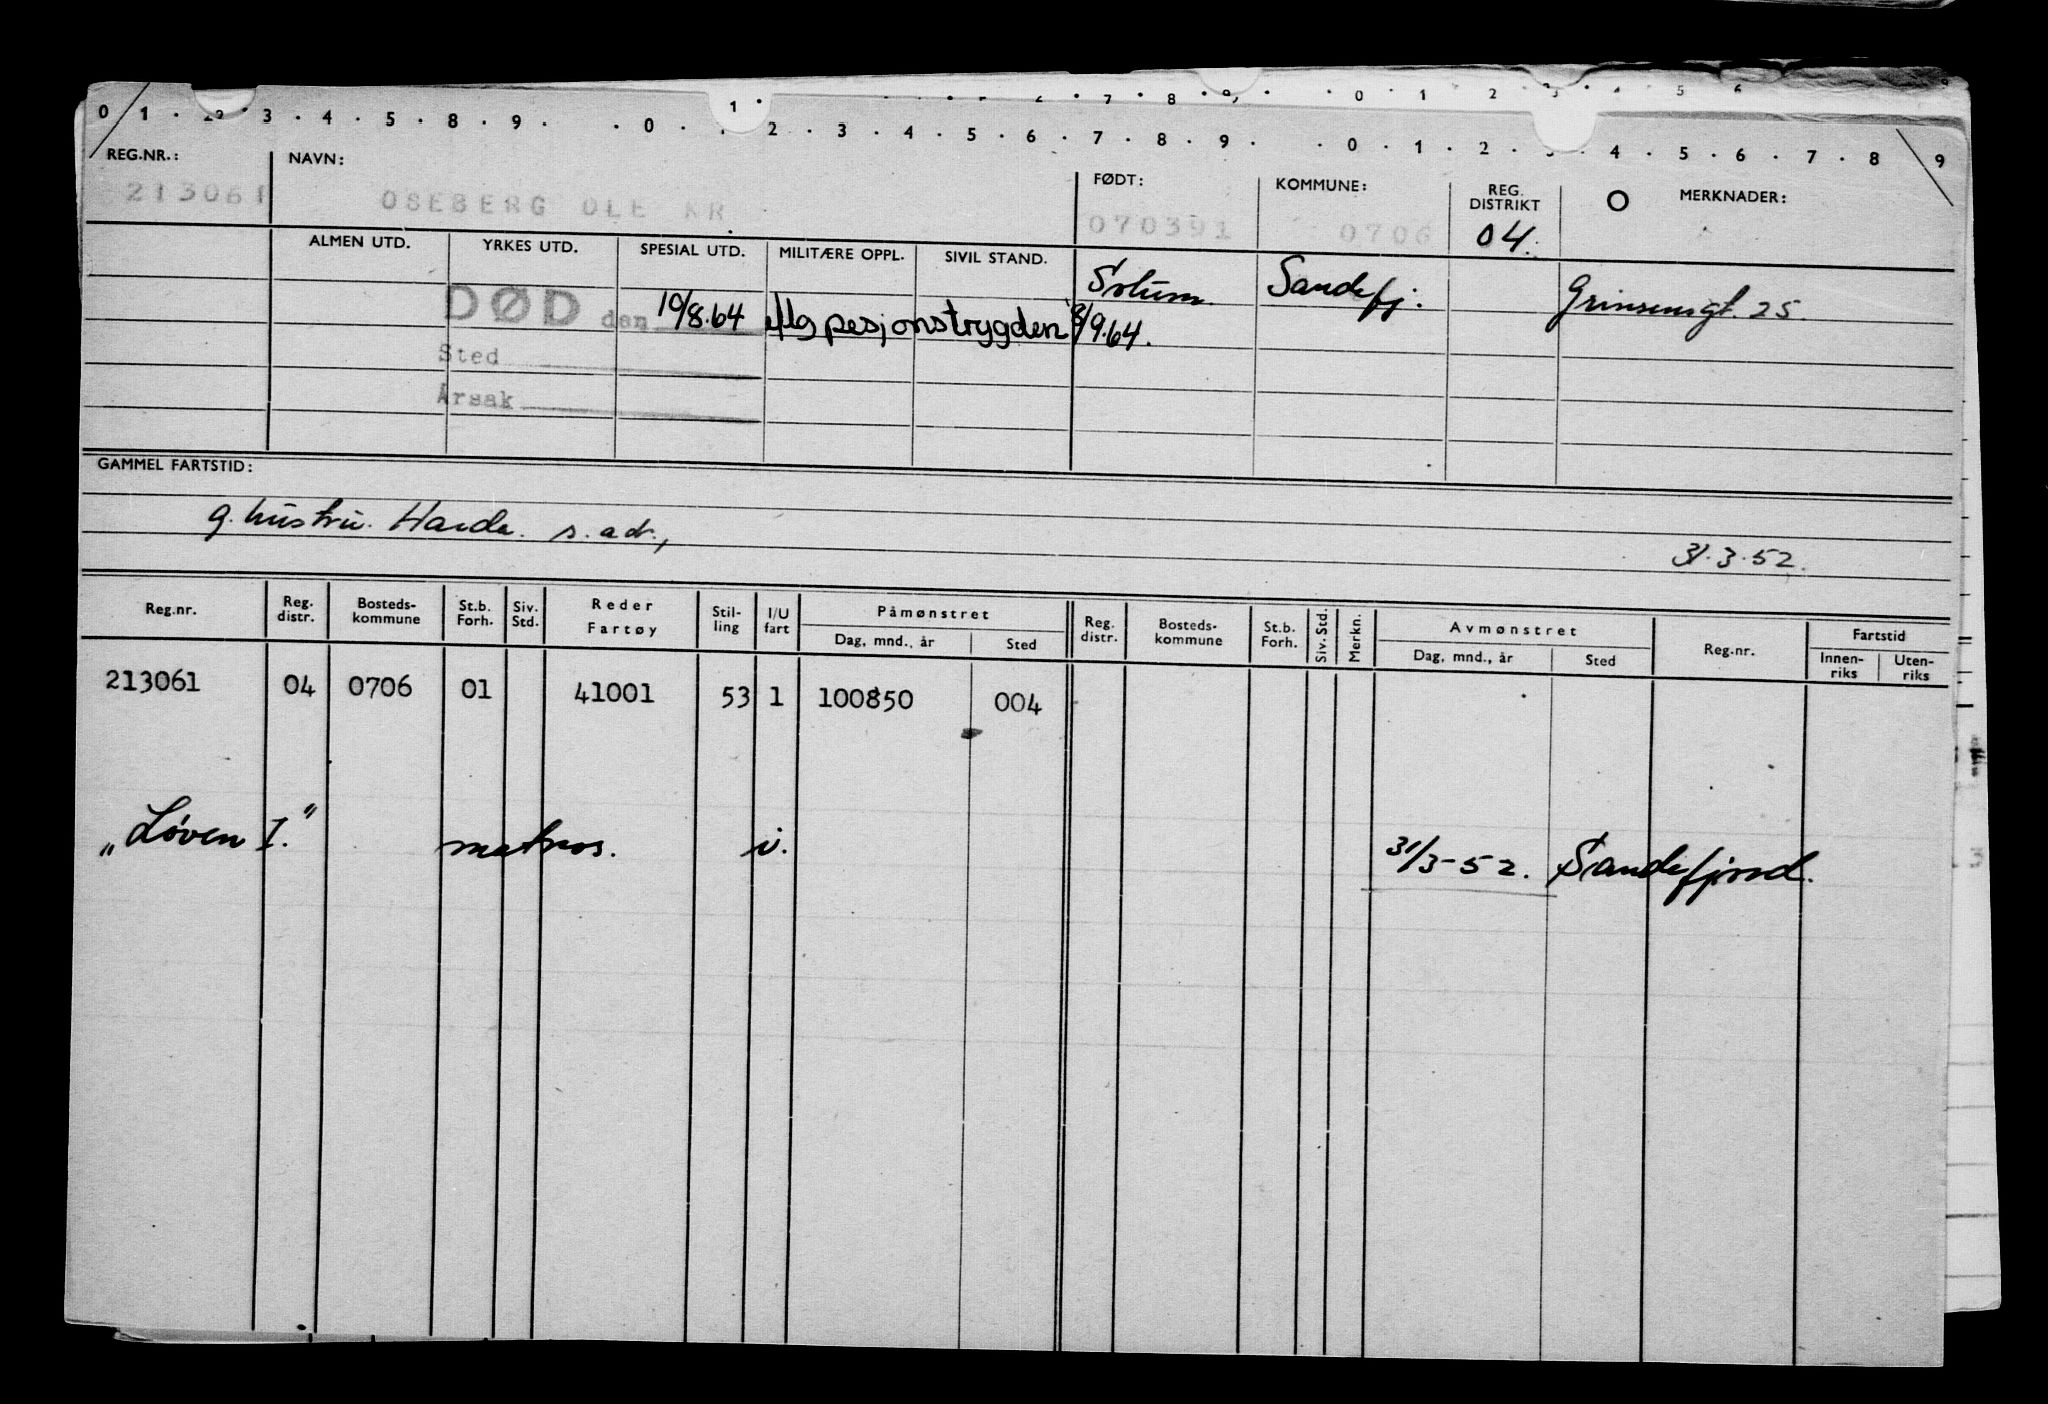 0 1 . 2 . 3 . 4 . 5 . 8 . 9 . . 0 . 1 . 2 . 3 . 4 . 5 . 6 . 7 . 8 . 9 . . 0 . 1 . 2 . 3 . 4 . 5 . 6 . 7 . 8 9
REG.NR.: NAVN: FØDT: KOMMUNE: REG. DISTRIKT MERKNADER:
213061 OSEBERG OLE KR 070391 0706 04.
ALMEN UTD. YRKES UTD. SPESIAL UTD. MILITÆRE OPPL. SIVIL STAND.
Solum Sandefj. 25.
DØD den 10/8.64 iflg pesjonstrygden 8/9.64.
Sted
Årsak
GAMMEL FARTSTID:
g. hustru. s. adr.,
31.3.52.
Reg.nr. Reg. distr. Bosteds-kommune St.b. Forh. Siv. Std. Reder Fartøy Stil-ling I/U fart Påmønstret Reg. distr. Bosteds-kommune St.b. Forh. Siv. Std. Merkn. Avmønstret Reg.nr. Fartstid
Dag, mnd., år Sted Dag, mnd., år Sted Innen-riks Uten-riks
213061 04 0706 01 41001 53 1 100850 004
„Løven I." matros. i. 31/3-52. Sandefjord.